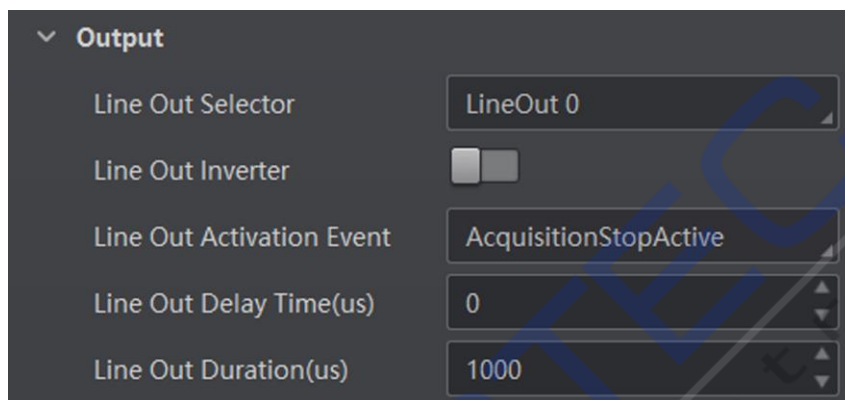 Output
Line Out Selector LineOut 0
Line Out Inverter
Line Out Activation Event AcquisitionStopActive
Line Out Delay Time(us) 0
Line Out Duration(us) 1000